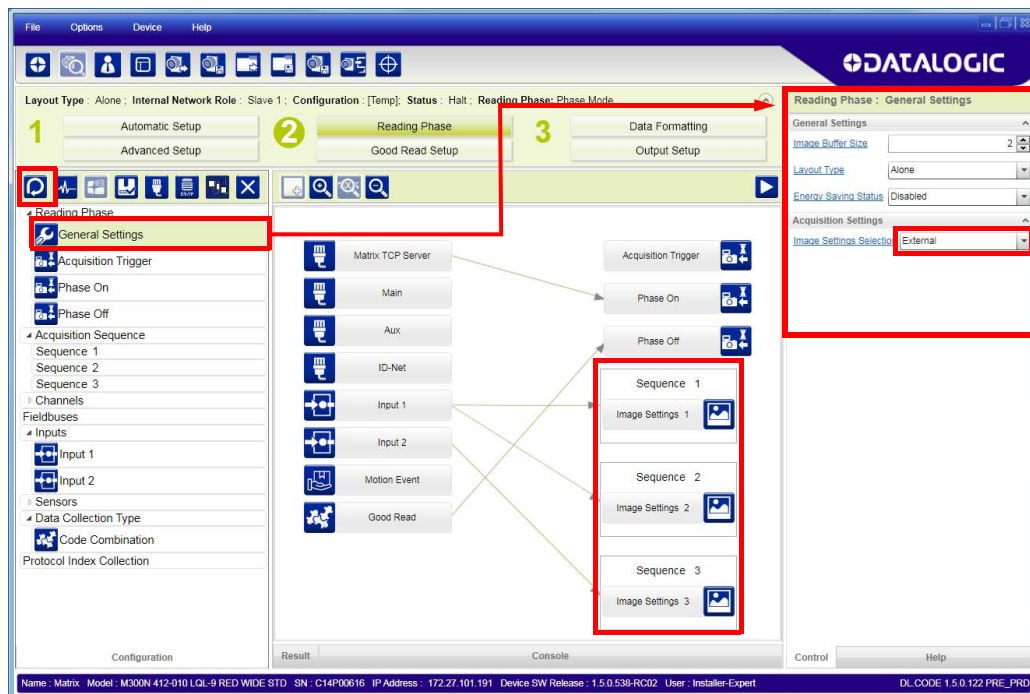 File Options Device Help
DATALOGIC
Layout Type : Alone ; Internal Network Role : Slave 1 ; Configuration : [Temp]; Status : Halt ; Reading Phase: Phase Mode
1 Automatic Setup 2 Reading Phase 3 Data Formatting
Advanced Setup Good Read Setup Output Setup
Reading Phase
General Settings
Acquisition Trigger
Phase On
Phase Off
Acquisition Sequence
Sequence 1
Sequence 2
Sequence 3
Channels
Fieldbuses
Inputs
Input 1
Input 2
Sensors
Data Collection Type
Code Combination
Protocol Index Collection
Configuration
Matrix TCP Server
Main
Aux
ID-Net
Input 1
Input 2
Motion Event
Good Read
Acquisition Trigger
Phase On
Phase Off
Sequence 1
Image Settings 1
Sequence 2
Image Settings 2
Sequence 3
Image Settings 3
Result Console
Reading Phase : General Settings
General Settings
Image Buffer Size 2
Layout Type Alone
Energy Saving Status Disabled
Acquisition Settings
Image Settings Selection External
Control Help
Name : Matrix Model : M300N 412-010 LQL-9 RED WIDE STD SN : C14P00616 IP Address : 172.27.101.191 Device SW Release : 1.5.0.538-RC02 User : Installer-Expert DL.CODE 1.5.0.122 PRE_PRD